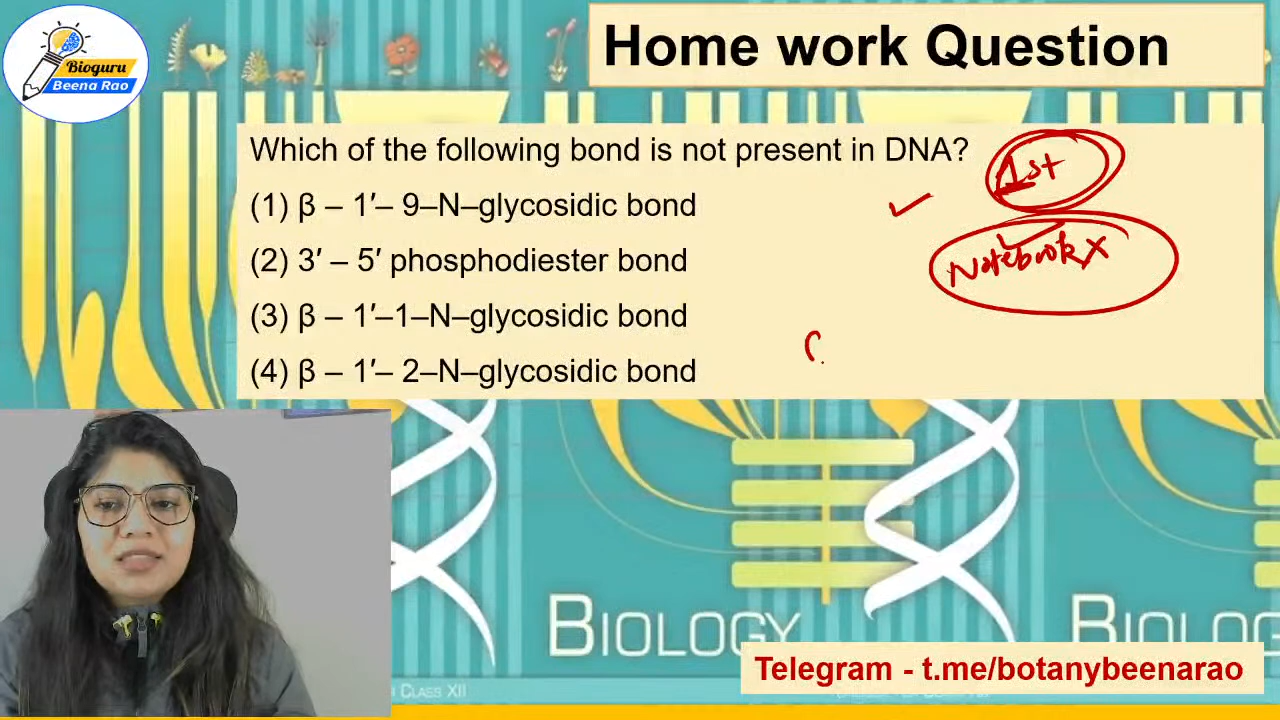 Bioguru
Beena Rao
Home work Question
Which of the following bond is not present in DNA?
(1) β – 1′– 9–N–glycosidic bond
(2) 3′ – 5′ phosphodiester bond
(3) β – 1′–1–N–glycosidic bond
(4) β – 1′– 2–N–glycosidic bond
1st
Notebook X
BIOLOGY
BIOLOG
Telegram - t.me/botanybeenarao
CLASS XII